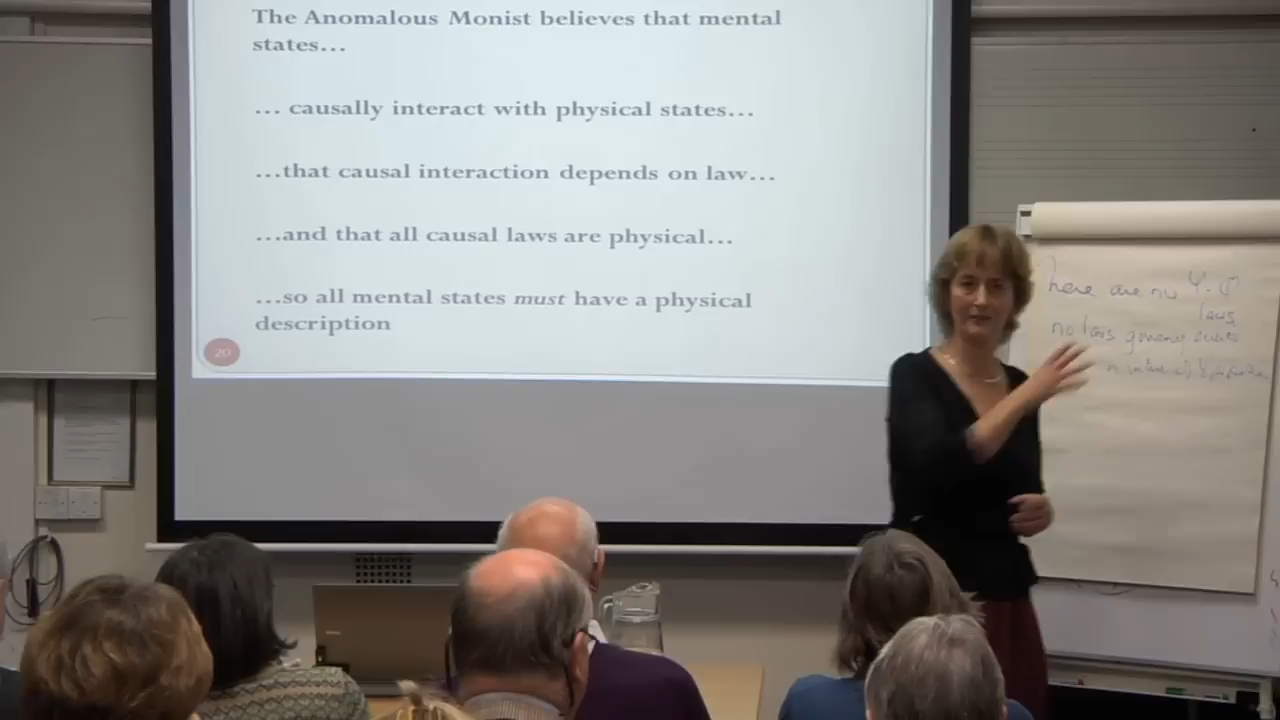 The Anomalous Monist believes that mental
states…
… causally interact with physical states…
…that causal interaction depends on law…
…and that all causal laws are physical…
…so all mental states must have a physical
description
20
There are no Ψ-Φ
laws
no laws governing events